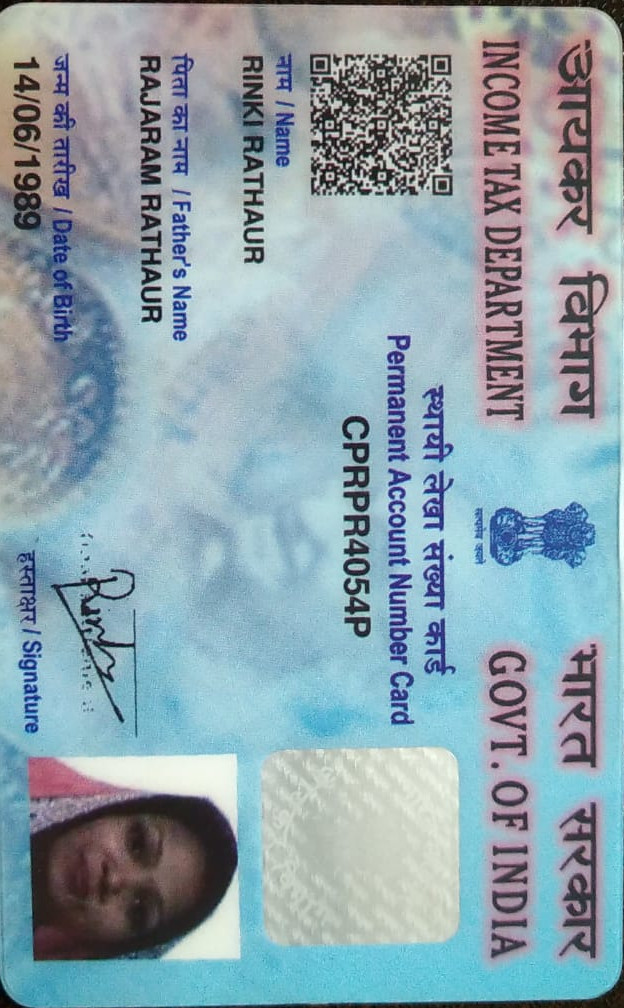 आयकर विभाग
INCOME TAX DEPARTMENT
भारत सरकार
GOVT. OF INDIA
सत्यमेव जयते
स्थायी लेखा संख्या कार्ड
Permanent Account Number Card
CPRPR4054P
नाम / Name
RINKI RATHAUR
पिता का नाम / Father's Name
RAJARAM RATHAUR
जन्म की तारीख / Date of Birth
14/06/1989
हस्ताक्षर / Signature